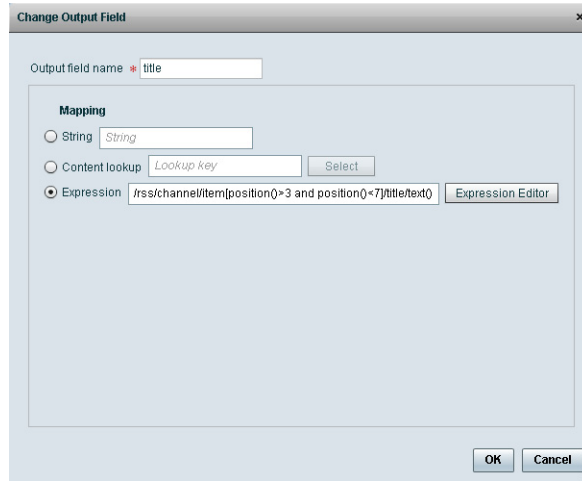 Change Output Field ×
Output field name * title
Mapping
String String
Content lookup Lookup key Select
Expression /rss/channel/item[position()>3 and position()<7]/title/text() Expression Editor
OK Cancel